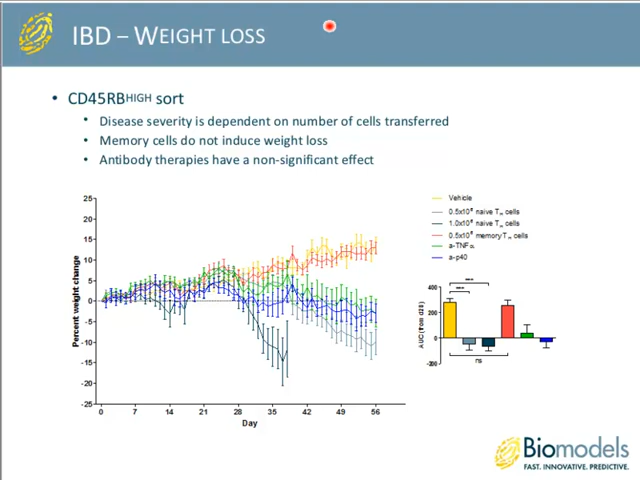 IBD – WEIGHT LOSS
• CD45RBHIGH sort
• Disease severity is dependent on number of cells transferred
• Memory cells do not induce weight loss
• Antibody therapies have a non-significant effect
Percent weight change
25
20
15
10
5
0
-5
-10
-15
-20
-25
0 7 14 21 28 35 42 49 56
Day
Vehicle
0.5x10⁶ naive Tₕ cells
1.0x10⁶ naive Tₕ cells
0.5x10⁶ memory Tₕ cells
a-TNFα
a-p40
AUC (from d28)
400
200
0
****
****
ns
Biomodels
FAST. INNOVATIVE. PREDICTIVE.